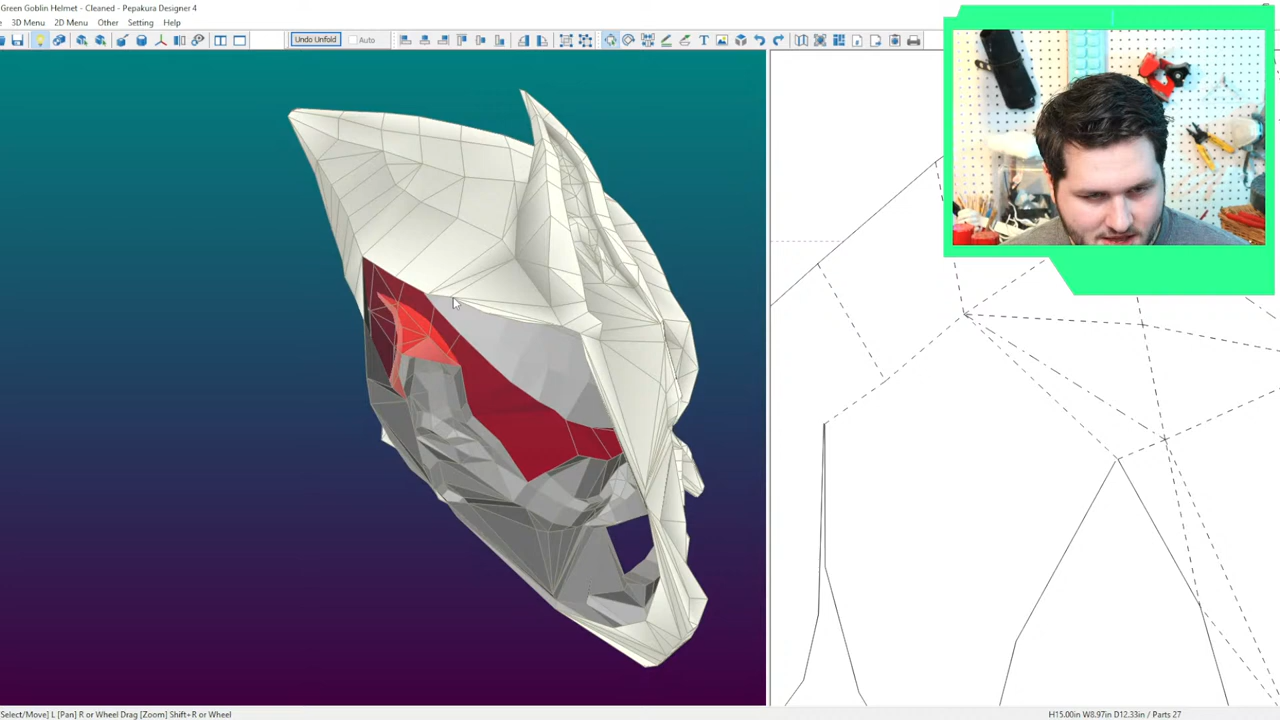 Green Goblin Helmet - Cleaned - Pepakura Designer 4
3D Menu 2D Menu Other Setting Help
Undo Unfold Auto
Select/Move] L [Pan] R or Wheel Drag [Zoom] Shift+R or Wheel
H15.00in W8.97in D12.33in / Parts 27